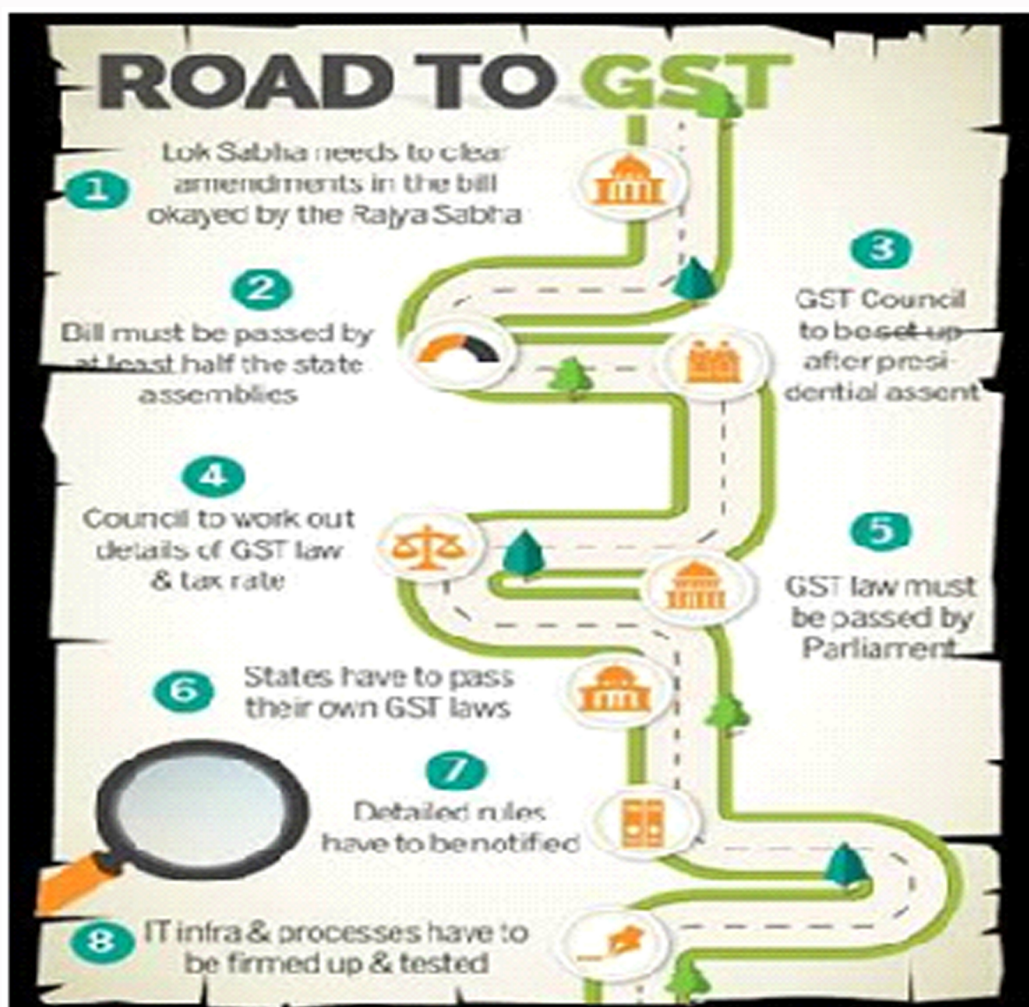 ROAD TO GST
1
Lok Sabha needs to clear
amendments in the bill
okayed by the Rajya Sabha
2
Bill must be passed by
at least half the state
assemblies
3
GST Council
to be set up
after presi-
dential assent
4
Council to work out
details of GST law
& tax rate
5
GST law must
be passed by
Parliament
6
States have to pass
their own GST laws
7
Detailed rules
have to be notified
8
IT infra & processes have to
be firmed up & tested